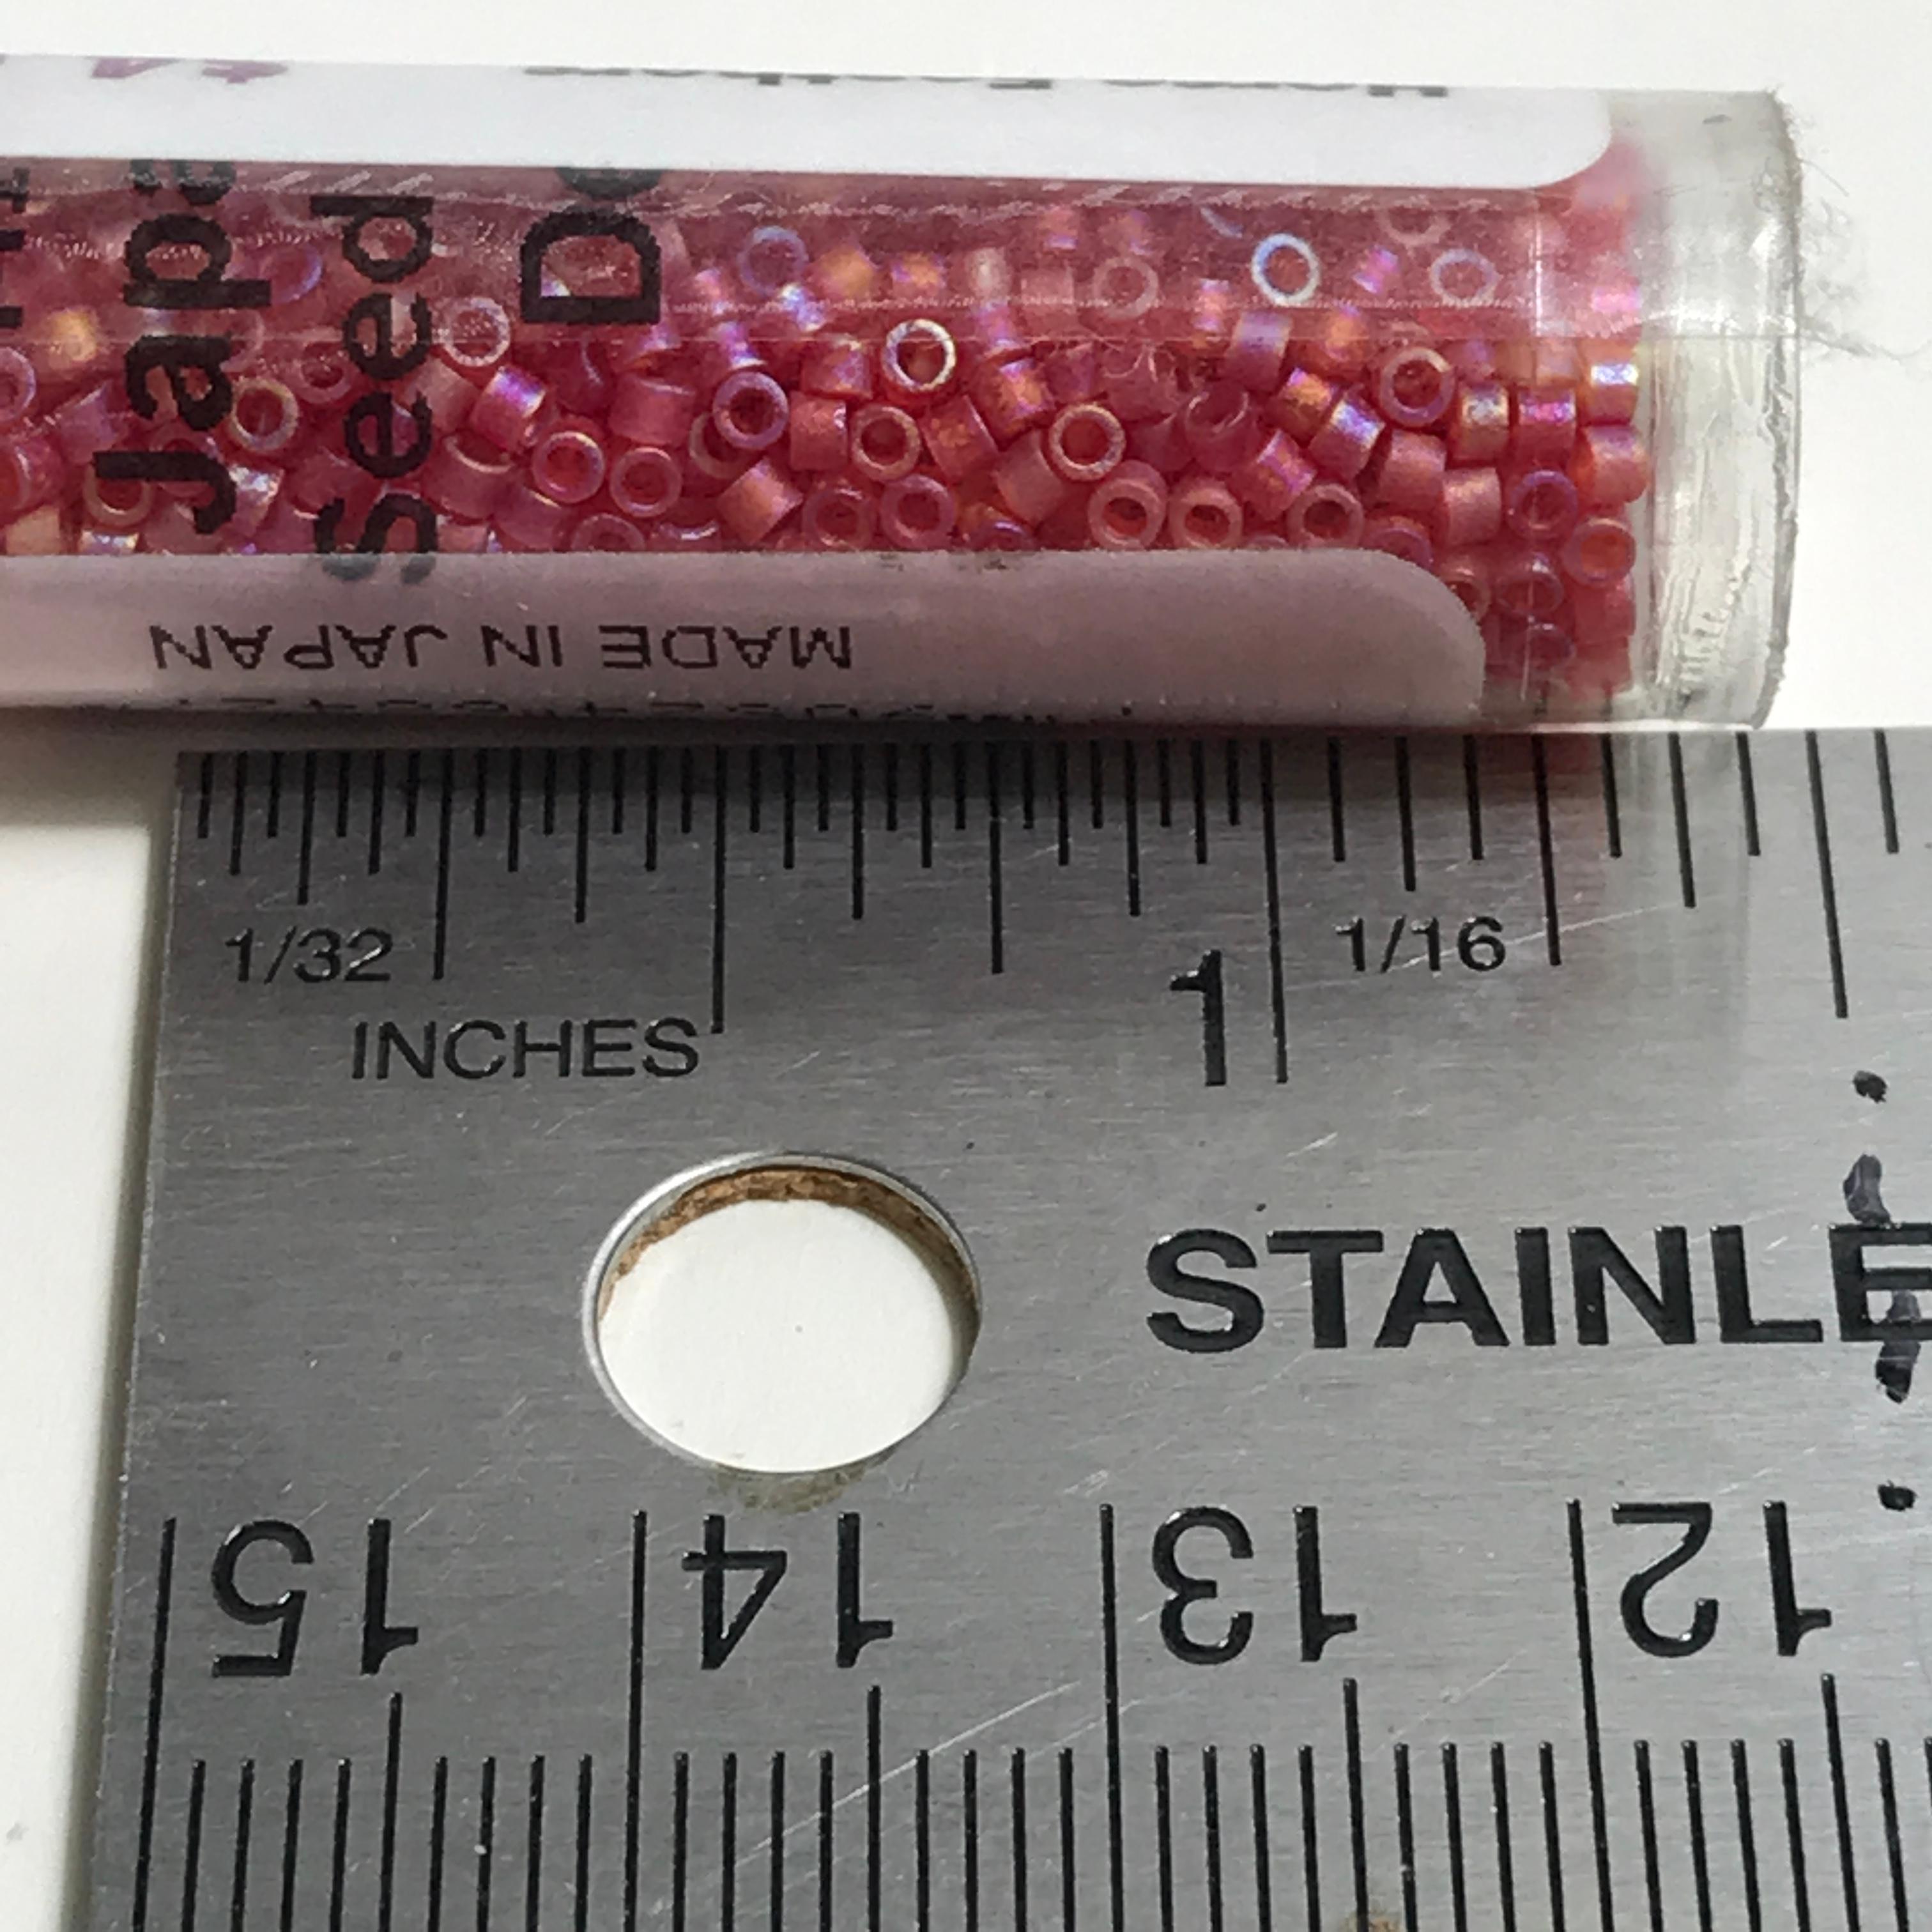 Japa
Seed
De
MADE IN JAPAN
1/32
INCHES
1
1/16
STAINLE
15
14
13
12